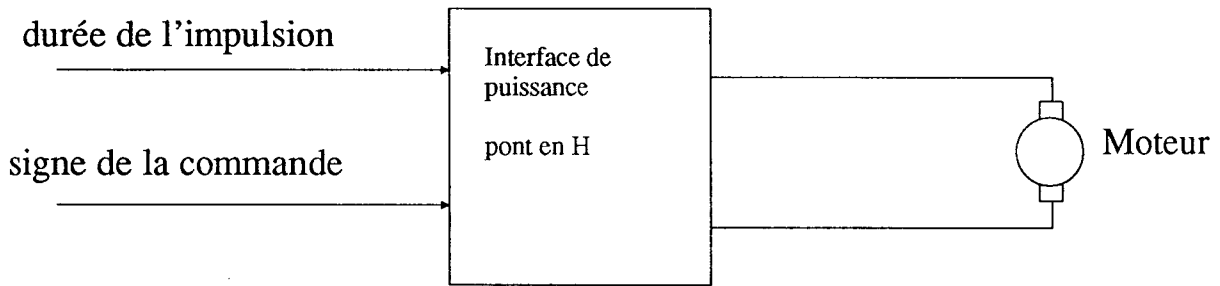 durée de l'impulsion
signe de la commande
Interface de
puissance
pont en H
Moteur